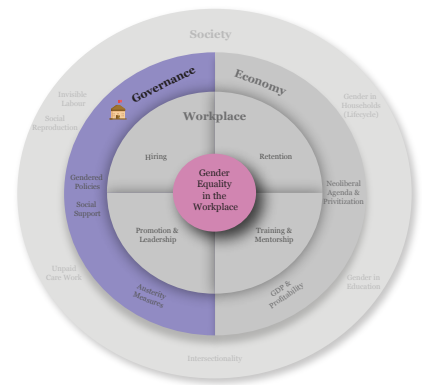 Society
Governance
Economy
Invisible
Labour
Social
Reproduction
Gender in
Households
(Lifecycle)
Workplace
Hiring
Retention
Gender
Equality
in the
Workplace
Gendered
Policies
Social
Support
Neoliberal
Agenda &
Privitization
Promotion &
Leadership
Training &
Mentorship
Unpaid
Care Work
Austerity
Measures
GDP &
Profitability
Gender in
Education
Intersectionality